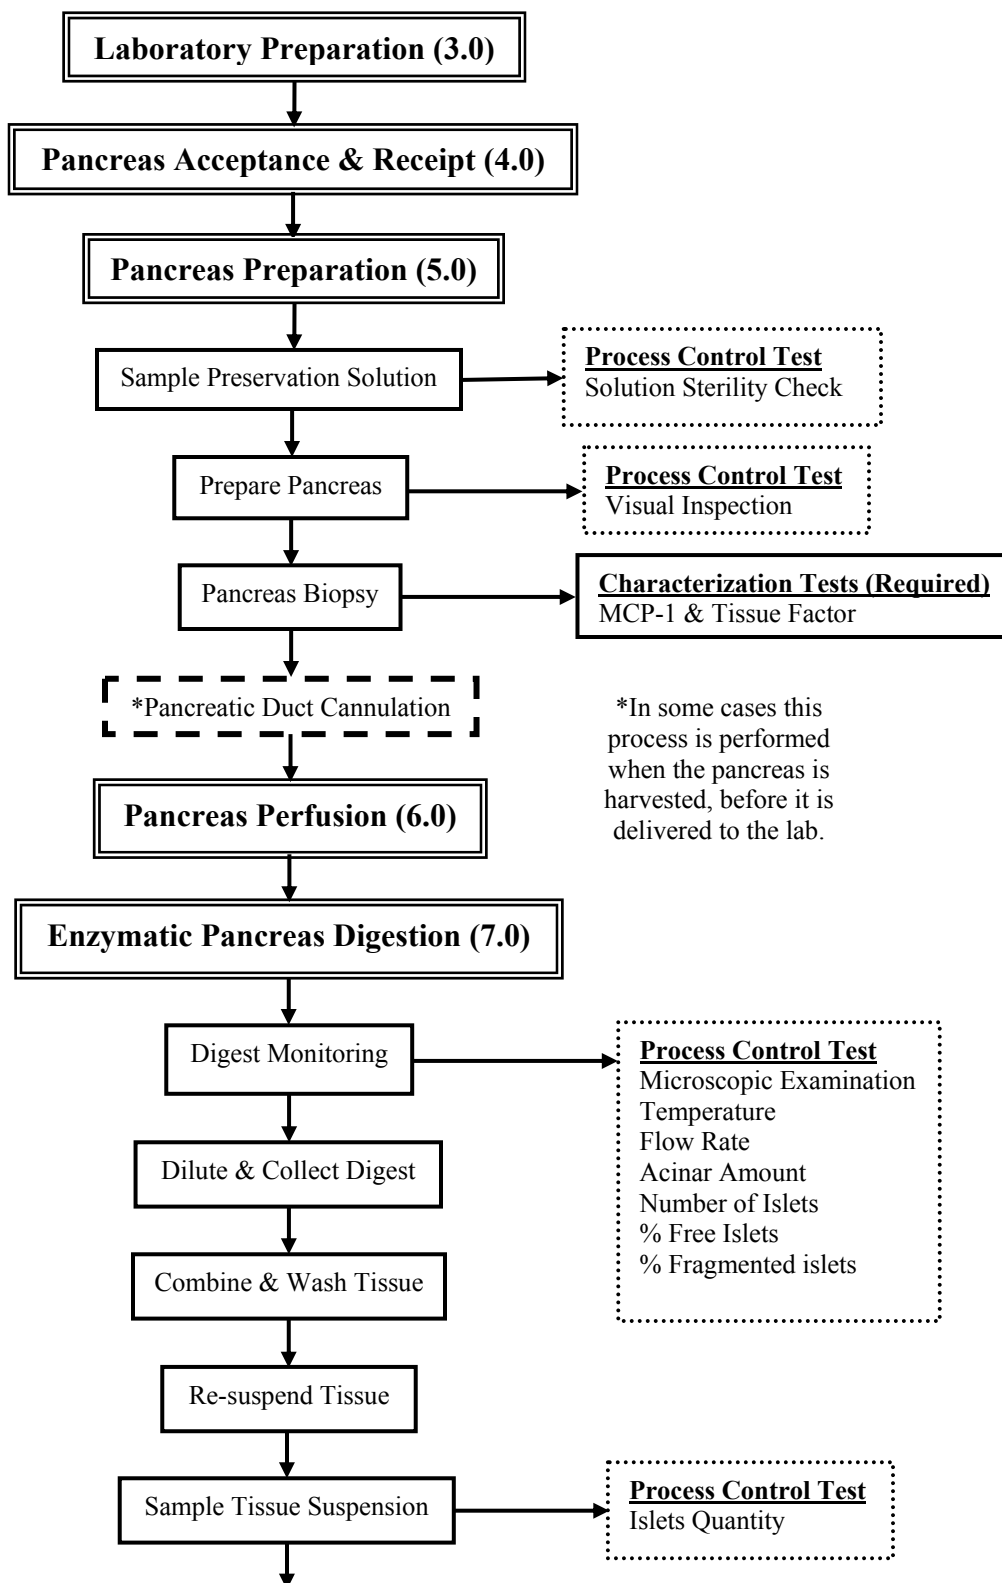 Laboratory Preparation (3.0)
Pancreas Acceptance & Receipt (4.0)
Pancreas Preparation (5.0)
Sample Preservation Solution
Process Control Test
Solution Sterility Check
Prepare Pancreas
Process Control Test
Visual Inspection
Pancreas Biopsy
Characterization Tests (Required)
MCP-1 & Tissue Factor
*Pancreatic Duct Cannulation
*In some cases this
process is performed
when the pancreas is
harvested, before it is
delivered to the lab.
Pancreas Perfusion (6.0)
Enzymatic Pancreas Digestion (7.0)
Digest Monitoring
Process Control Test
Microscopic Examination
Temperature
Flow Rate
Acinar Amount
Number of Islets
% Free Islets
% Fragmented islets
Dilute & Collect Digest
Combine & Wash Tissue
Re-suspend Tissue
Sample Tissue Suspension
Process Control Test
Islets Quantity